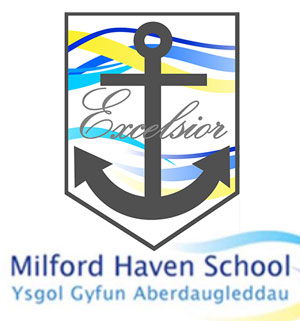 Excelsior
Milford Haven School
Ysgol Gyfun Aberdaugleddau